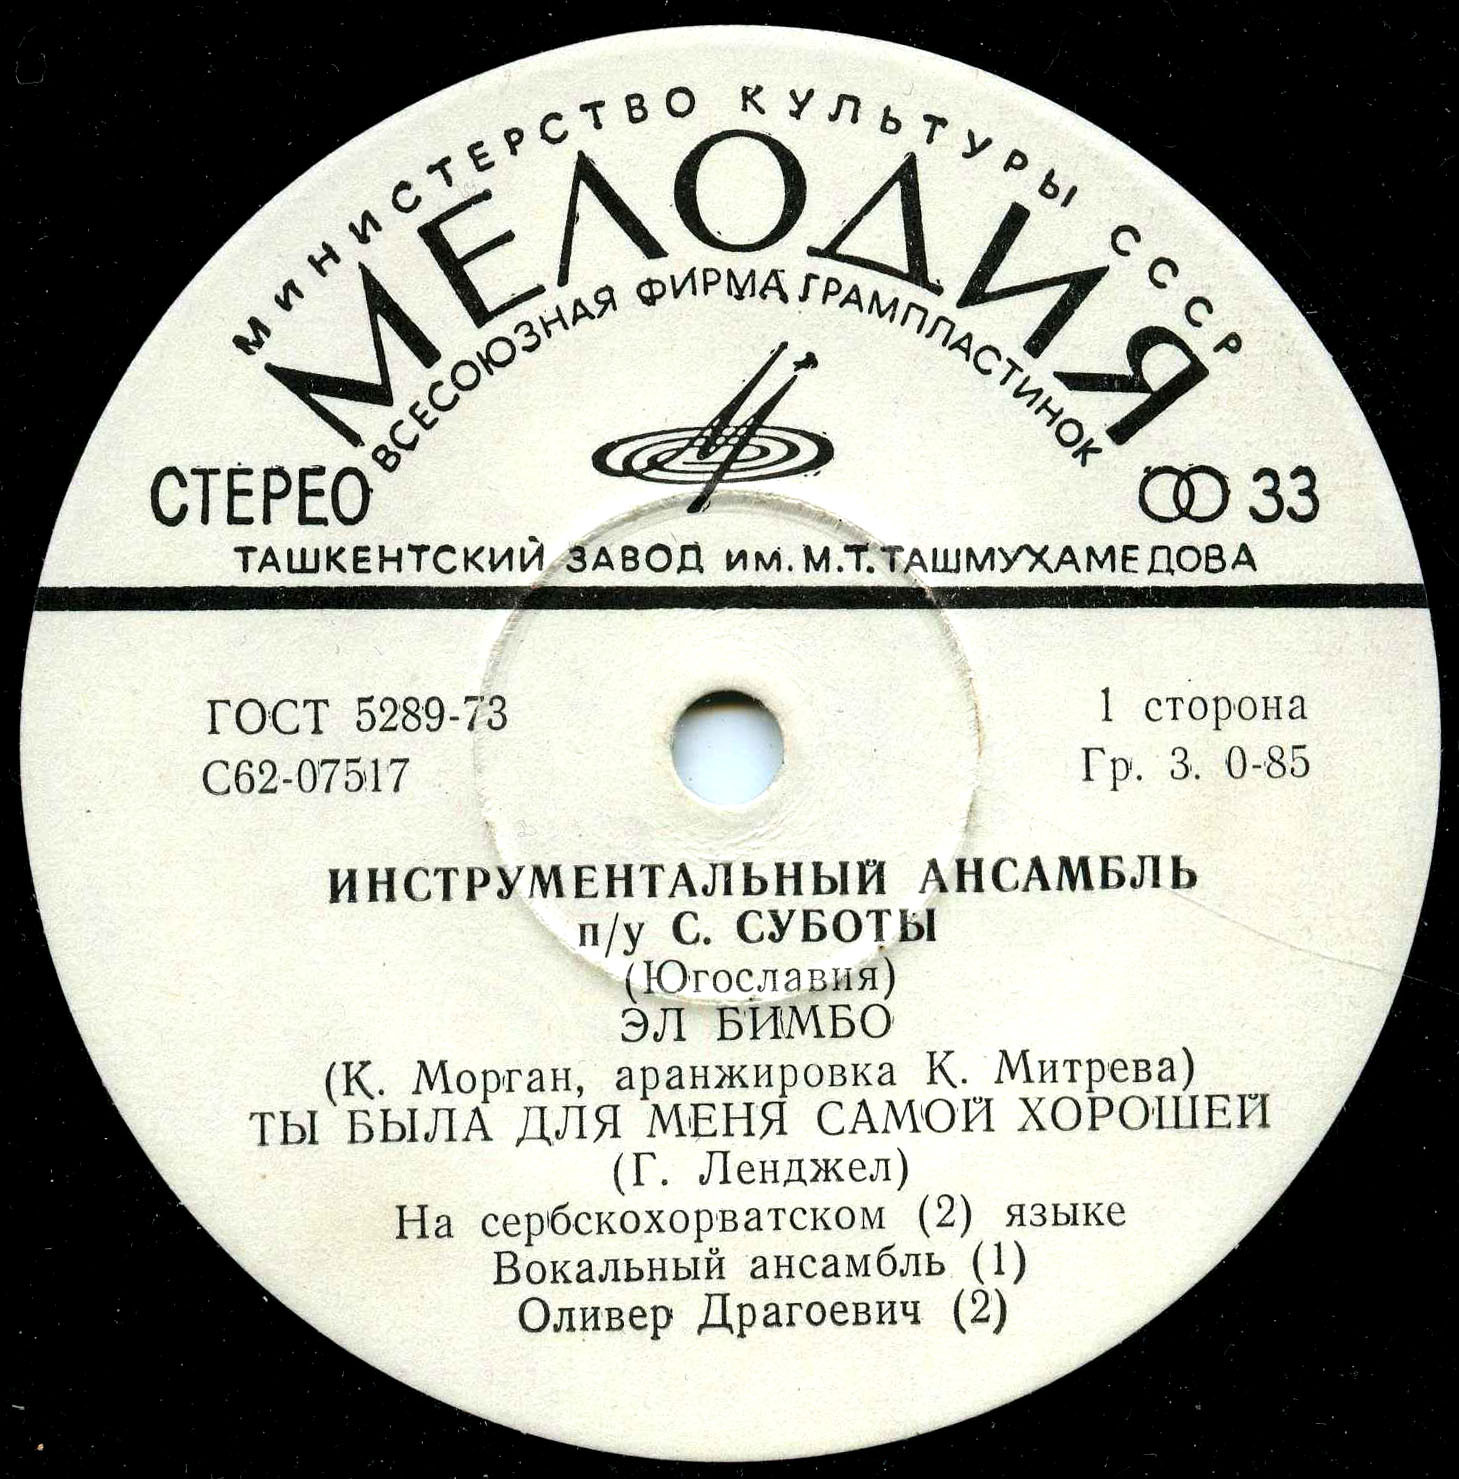 МИНИСТЕРСТВО КУЛЬТУРЫ СССР
МЕЛОДИЯ
ВСЕСОЮЗНАЯ ФИРМА ГРАМПЛАСТИНОК
СТЕРЕО
33
ТАШКЕНТСКИЙ ЗАВОД им. М.Т. ТАШМУХАМЕДОВА
ГОСТ 5289-73
1 сторона
С62-07517
Гр. 3. 0-85
ИНСТРУМЕНТАЛЬНЫЙ АНСАМБЛЬ
п/у С. СУБОТЫ
(Югославия)
ЭЛ БИМБО
(К. Морган, аранжировка К. Митрева)
ТЫ БЫЛА ДЛЯ МЕНЯ САМОЙ ХОРОШЕЙ
(Г. Ленджел)
На сербскохорватском (2) языке
Вокальный ансамбль (1)
Оливер Драгоевич (2)